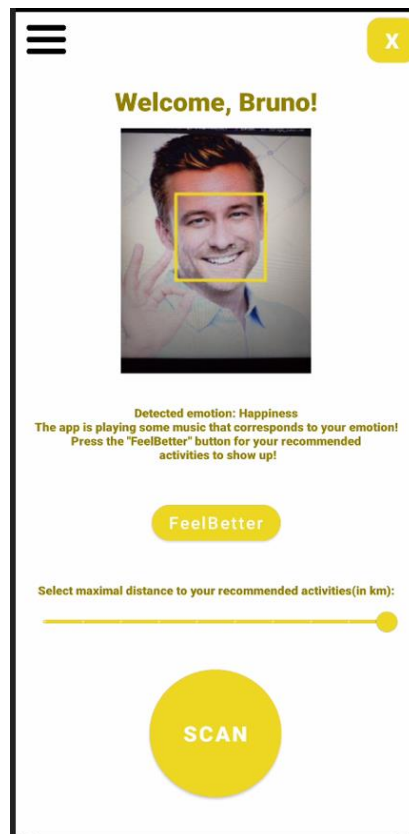 X
Welcome, Bruno!
Detected emotion: Happiness
The app is playing some music that corresponds to your emotion!
Press the "FeelBetter" button for your recommended
activities to show up!
FeelBetter
Select maximal distance to your recommended activities(in km):
SCAN